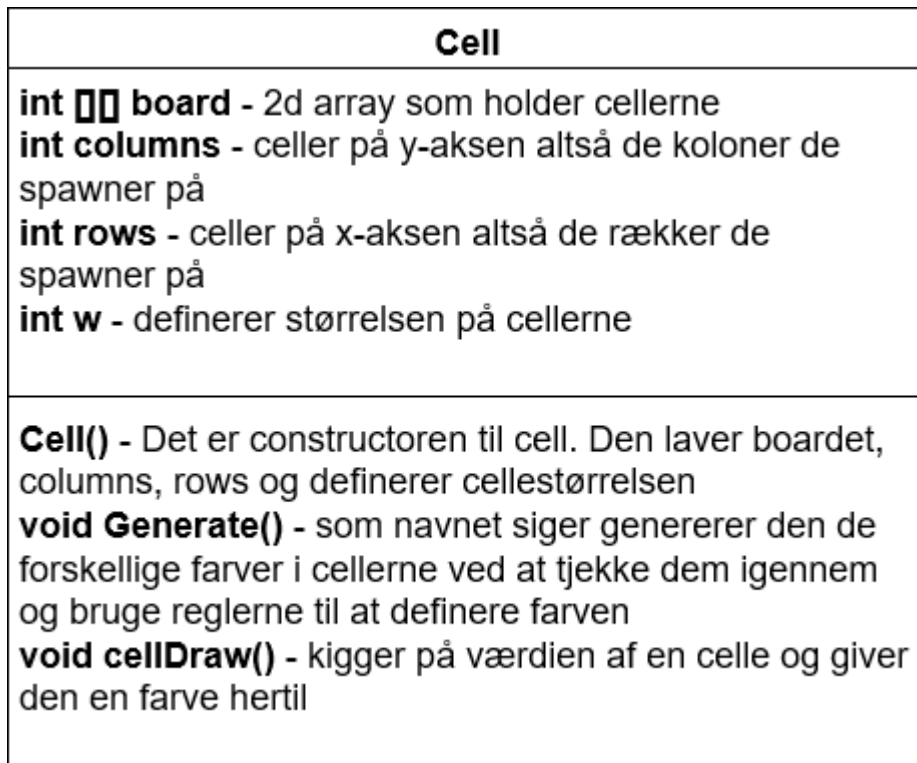 Cell
int [][] board - 2d array som holder cellerne
int columns - celler på y-aksen altså de koloner de
spawner på
int rows - celler på x-aksen altså de rækker de
spawner på
int w - definerer størrelsen på cellerne
Cell() - Det er constructoren til cell. Den laver boardet,
columns, rows og definerer cellestørrelsen
void Generate() - som navnet siger genererer den de
forskellige farver i cellerne ved at tjekke dem igennem
og bruge reglerne til at definere farven
void cellDraw() - kigger på værdien af en celle og giver
den en farve hertil